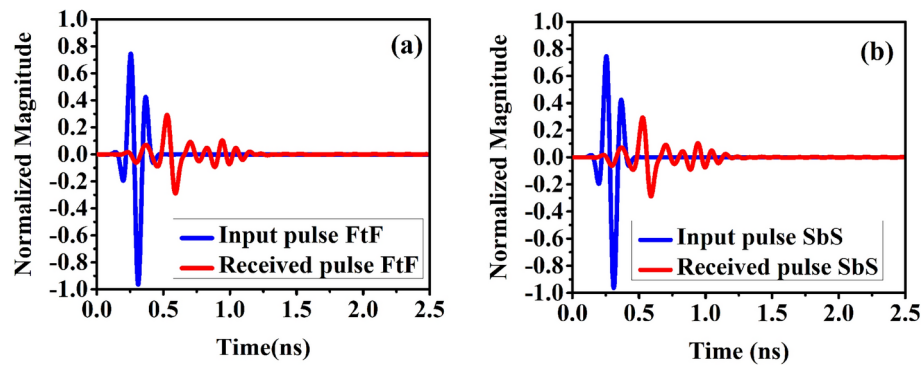 (a)
Normalized Magnitude
1.0
0.8
0.6
0.4
0.2
0.0
-0.2
-0.4
-0.6
-0.8
-1.0
Input pulse FtF
Received pulse FtF
0.0 0.5 1.0 1.5 2.0 2.5
Time(ns)
(b)
Normalized Magnitude
1.0
0.8
0.6
0.4
0.2
0.0
-0.2
-0.4
-0.6
-0.8
-1.0
Input pulse SbS
Received pulse SbS
0.0 0.5 1.0 1.5 2.0 2.5
Time (ns)